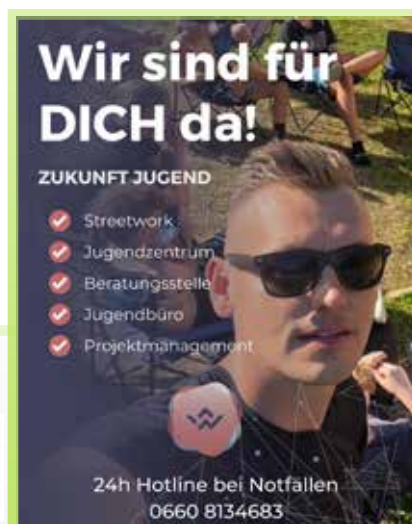 Wir sind für
DICH da!
ZUKUNFT JUGEND
Streetwork
Jugendzentrum
Beratungsstelle
Jugendbüro
Projektmanagement
24h Hotline bei Notfällen
0660 8134683